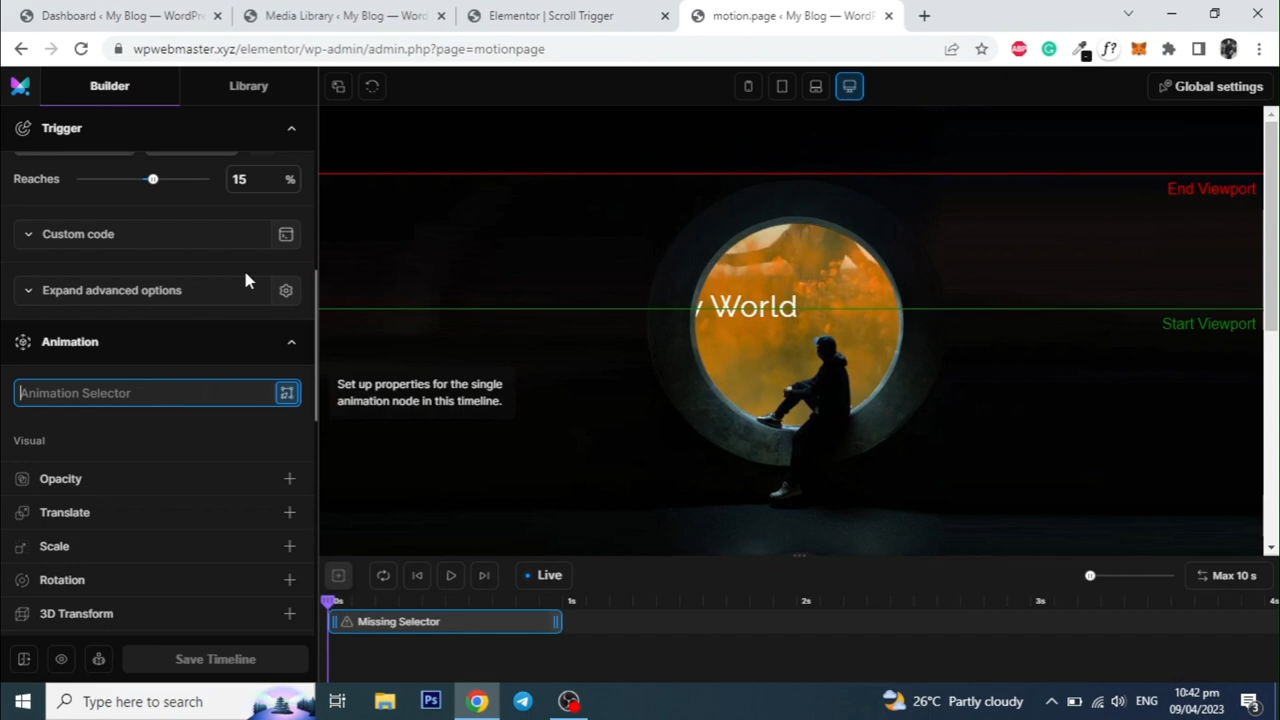 Dashboard ‹ My Blog — WordPre
Media Library ‹ My Blog — Word
Elementor | Scroll Trigger
motion.page ‹ My Blog — WordP
wpwebmaster.xyz/elementor/wp-admin/admin.php?page=motionpage
ABP
f?
Builder
Library
Global settings
Trigger
Reaches
15
%
End Viewport
Custom code
y World
Expand advanced options
Start Viewport
Animation
Animation Selector
Set up properties for the single
animation node in this timeline.
Visual
Opacity
Translate
Scale
Rotation
Live
Max 10 s
0s
1s
2s
3s
4s
3D Transform
Missing Selector
Save Timeline
Type here to search
Ps
26°C Partly cloudy
ENG
10:42 pm
09/04/2023
3